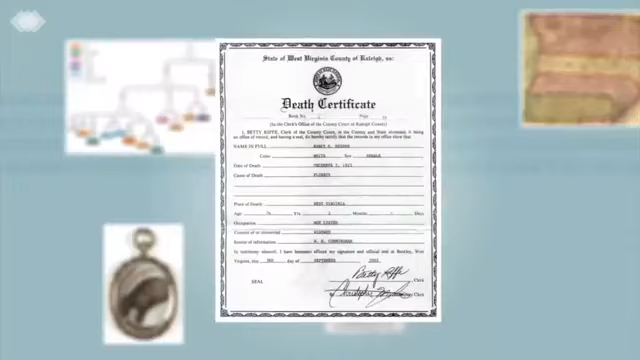 State of West Virginia County of Raleigh, ss:
Death Certificate
Book No. Page
(In the Clerk's Office of the County Court of Raleigh County)
I, BETTY RIFFE, Clerk of the County Court, in the County and State aforesaid, it being
an office of record, and having a seal, do hereby certify that the records in my office show that
NAME IN FULL
Color WHITE Sex FEMALE
Date of Death
Cause of Death
Place of Death WEST VIRGINIA
Age Yrs. Months Days
Occupation NOT LISTED
Consort of or unmarried
Source of information CUNNINGHAM
In testimony whereof, I have hereunto affixed my signature and official seal at Beckley, West
Virginia, this day of SEPTEMBER
Betty Riffe, Clerk
SEAL
Clerk